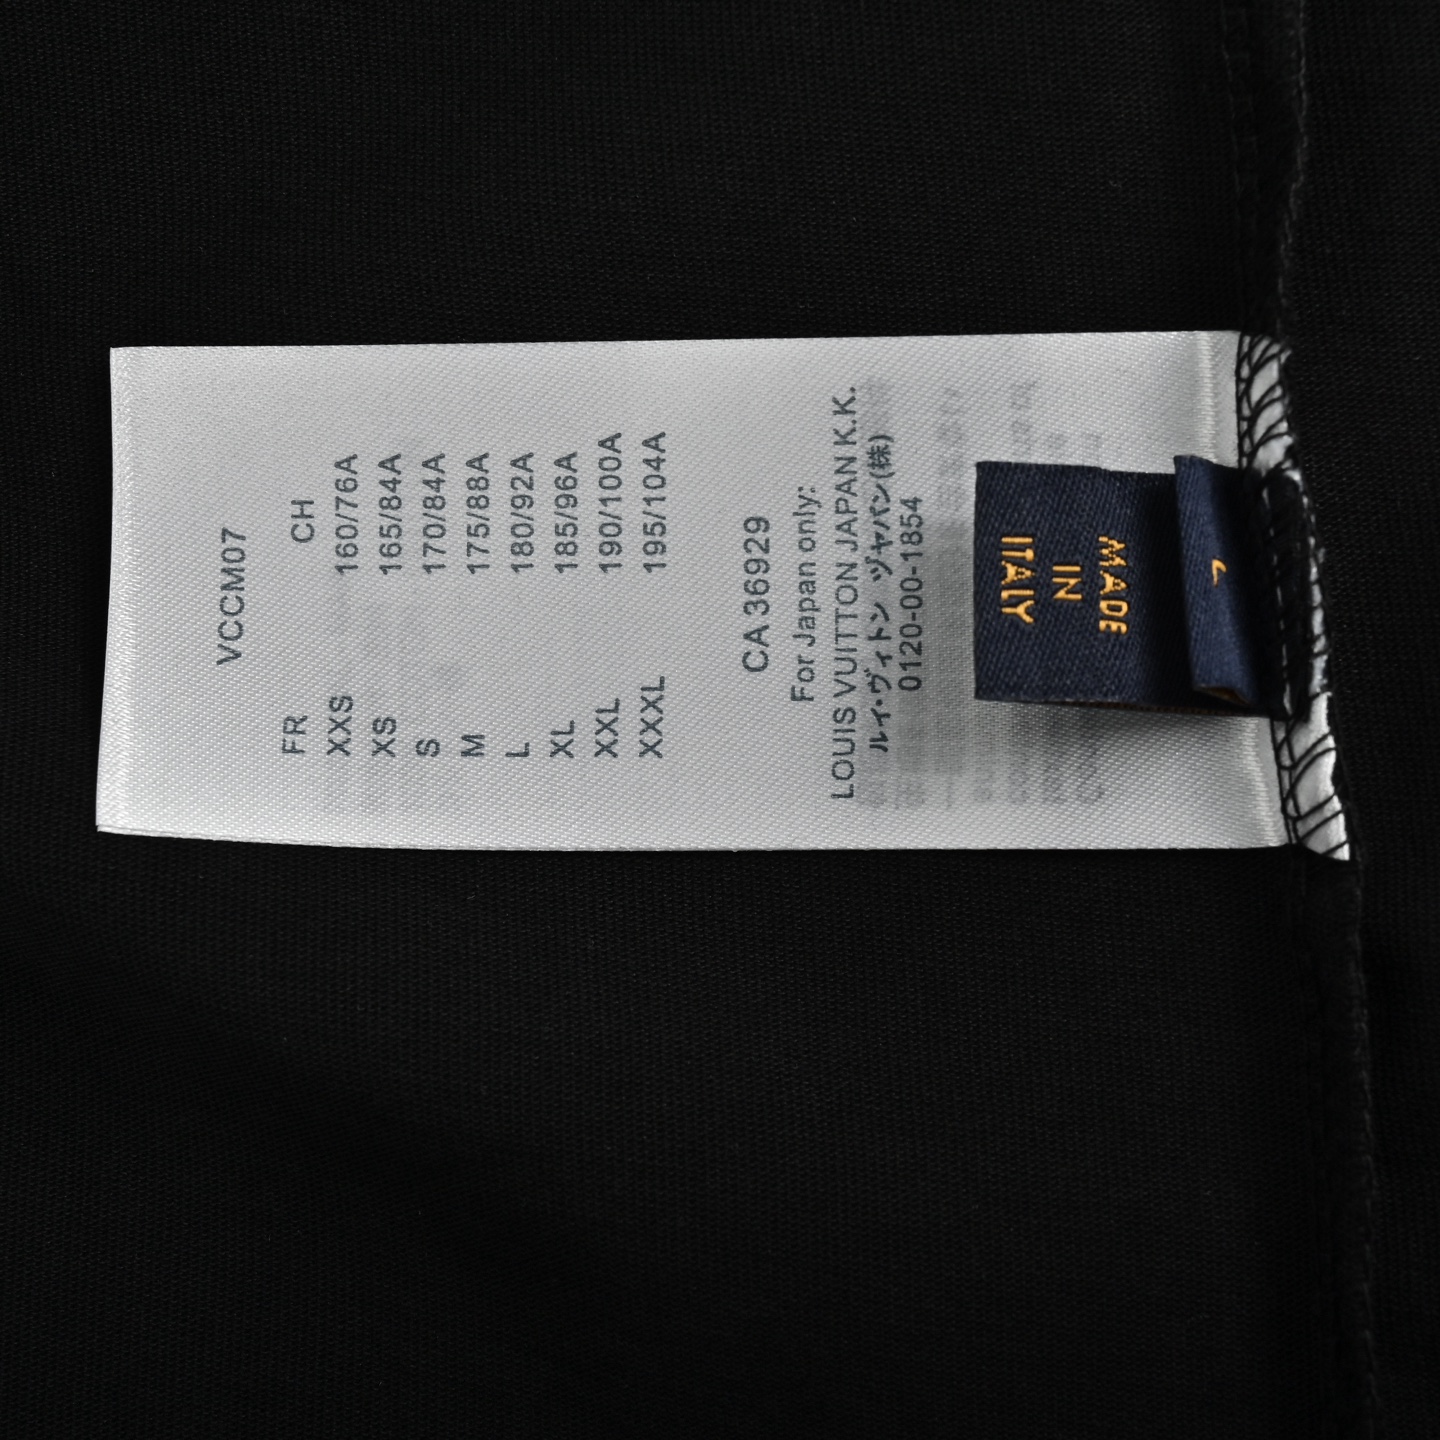 VCCM07
FR CH
XXS 160/76A
XS 165/84A
S 170/84A
M 175/88A
L 180/92A
XL 185/96A
XXL 190/100A
XXXL 195/104A
CA 36929
For Japan only:
LOUIS VUITTON JAPAN K.K.
ルイ・ヴィトン ヅャパン(株)
0120-00-1854
L
MADE
IN
ITALY